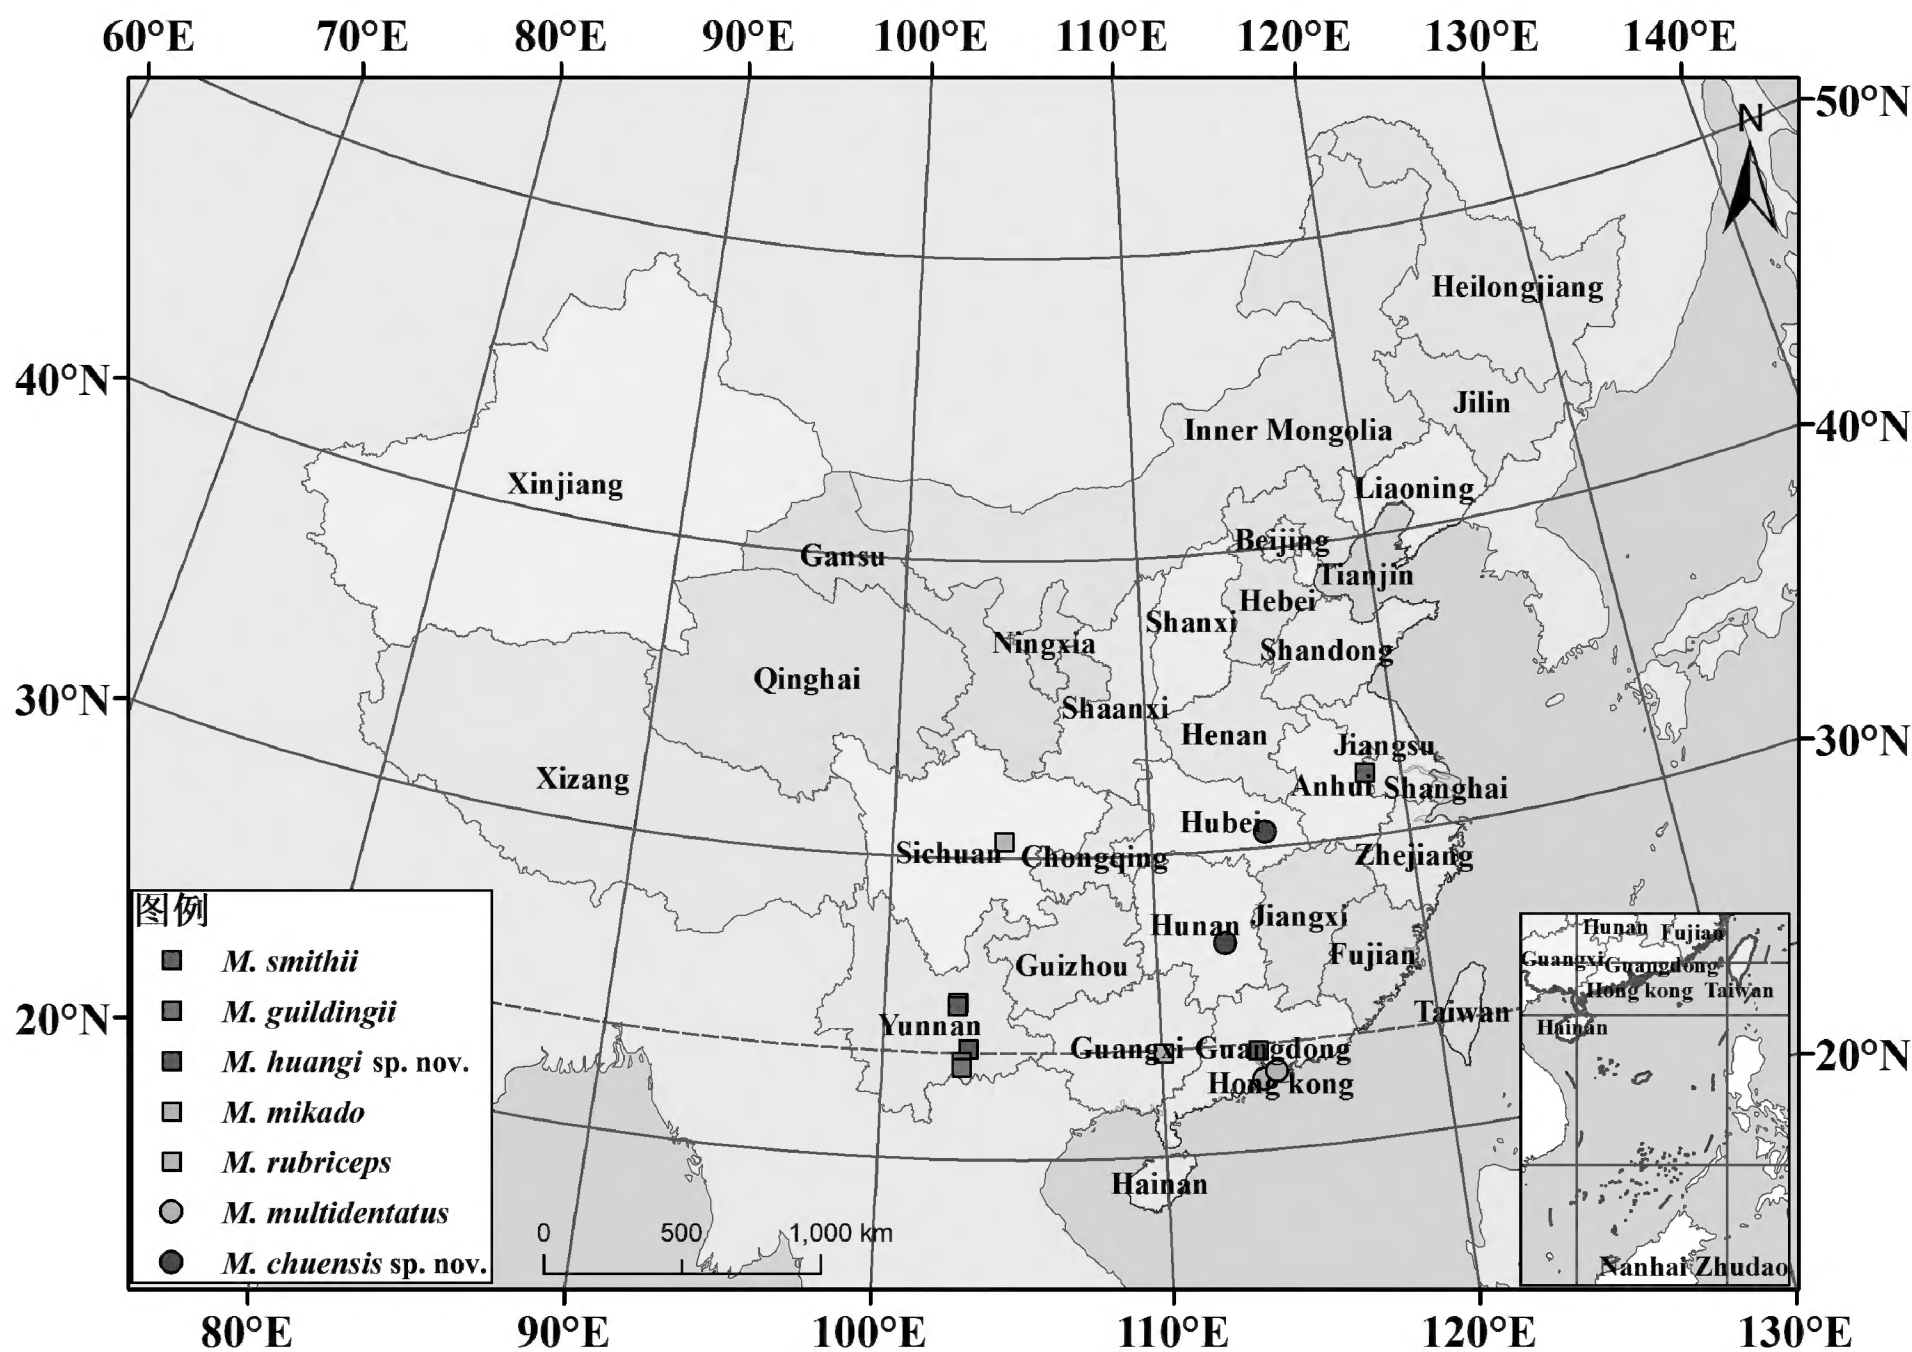 60°E 70°E 80°E 90°E 100°E 110°E 120°E 130°E 140°E
50°N
N
Heilongjiang
40°N
Jilin
40°N
Inner Mongolia
Xinjiang
Liaoning
Beijing
Gansu
Tianjin
Hebei
Shanxi
Ningxia
Shandong
Qinghai
30°N
Shaanxi
Henan
30°N
Jiangsu
Xizang
Anhui
Shanghai
Hubei
Sichuan
Chongqing
Zhejiang
Hunan
Jiangxi
Fujian
Guizhou
Taiwan
20°N
Yunnan
Guangxi
Guangdong
20°N
Hong kong
Hainan
图例
M. smithii
M. guildingii
M. huangi sp. nov.
M. mikado
M. rubriceps
M. multidentatus
M. chuensis sp. nov.
0 500 1,000 km
Hunan Fujian
Guangxi Guangdong
Hong kong Taiwan
Hainan
Nanhai Zhudao
80°E 90°E 100°E 110°E 120°E 130°E